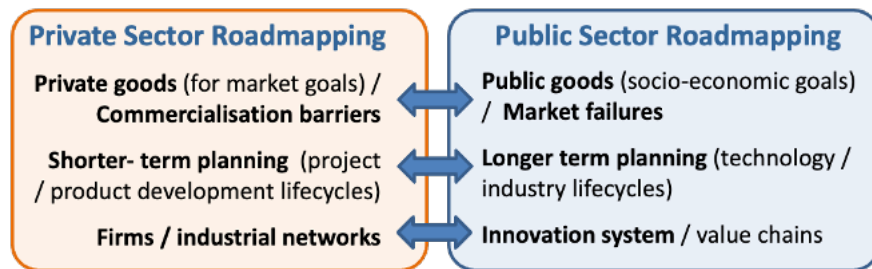 Private Sector Roadmapping
Private goods (for market goals) /
Commercialisation barriers
Shorter- term planning (project
/ product development lifecycles)
Firms / industrial networks
Public Sector Roadmapping
Public goods (socio-economic goals)
/ Market failures
Longer term planning (technology /
industry lifecycles)
Innovation system / value chains